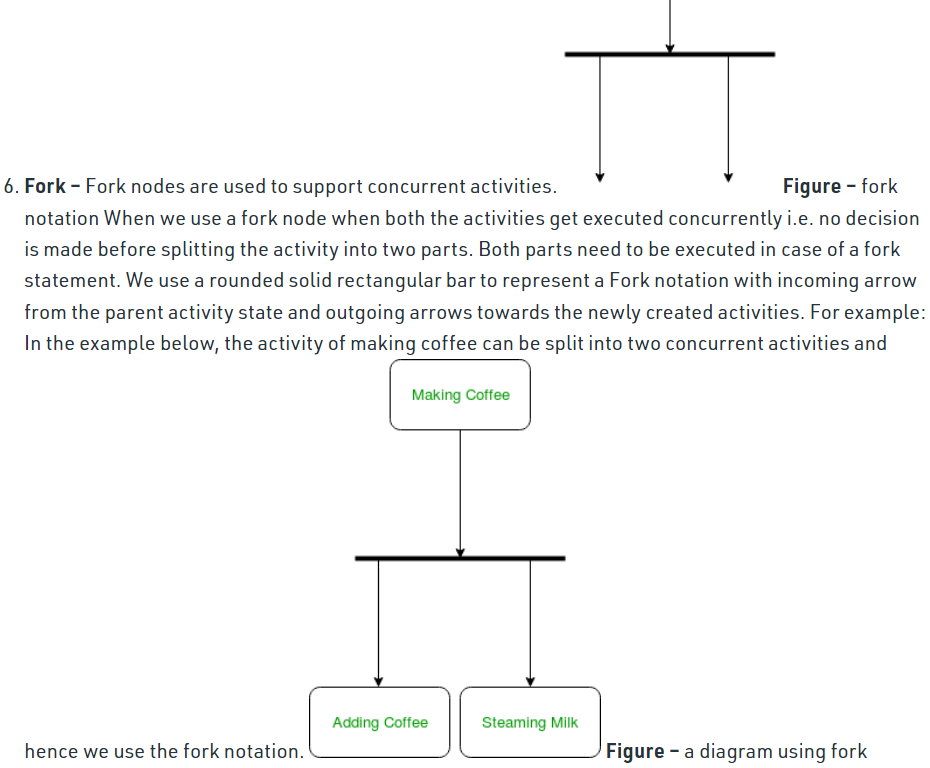 6. Fork – Fork nodes are used to support concurrent activities.
Figure – fork
notation When we use a fork node when both the activities get executed concurrently i.e. no decision
is made before splitting the activity into two parts. Both parts need to be executed in case of a fork
statement. We use a rounded solid rectangular bar to represent a Fork notation with incoming arrow
from the parent activity state and outgoing arrows towards the newly created activities. For example:
In the example below, the activity of making coffee can be split into two concurrent activities and
Making Coffee
Adding Coffee
Steaming Milk
hence we use the fork notation.
Figure – a diagram using fork